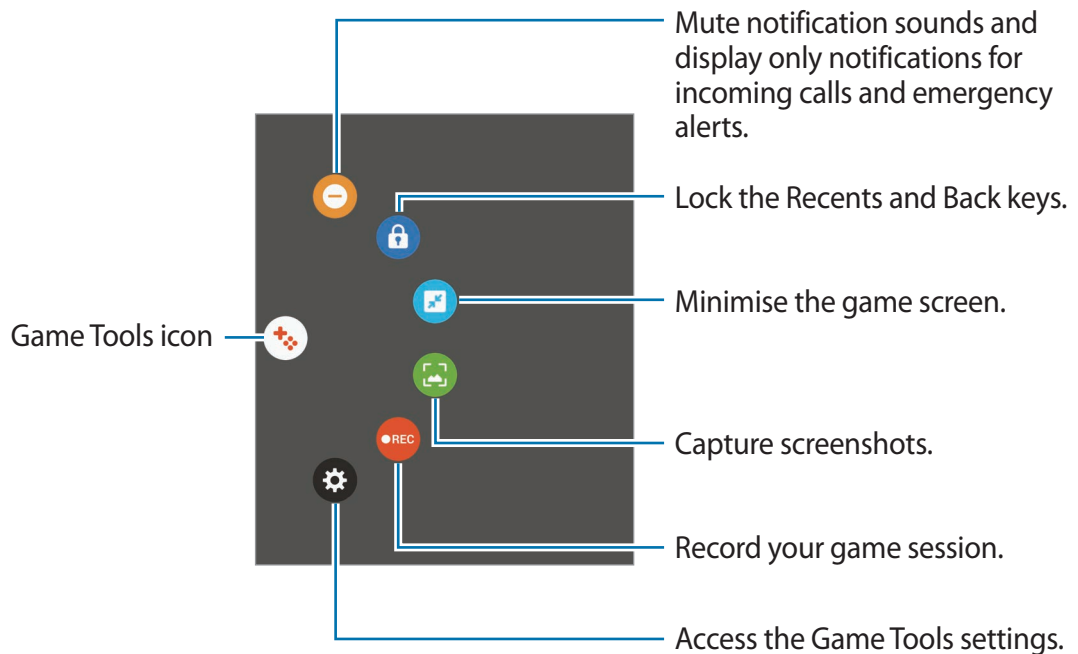 Mute notification sounds and
display only notifications for
incoming calls and emergency
alerts.
Lock the Recents and Back keys.
Minimise the game screen.
Game Tools icon
Capture screenshots.
REC
Record your game session.
Access the Game Tools settings.